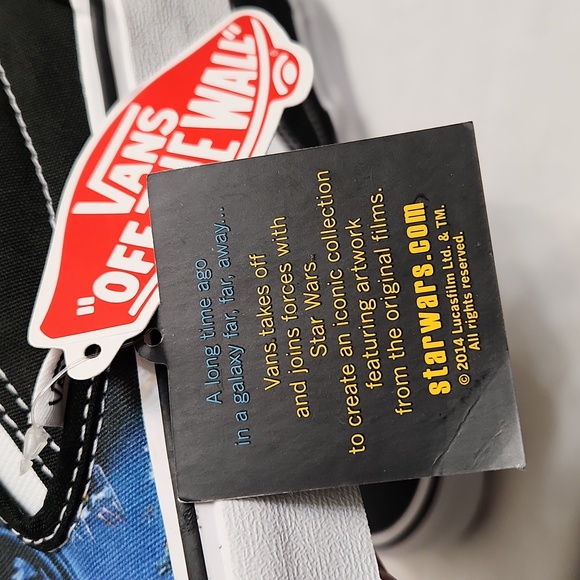 VANS
"OFF THE WALL"
A long time ago
in a galaxy far, far, away...
Vans takes off
and joins forces with
Star Wars
to create an iconic collection
featuring artwork
from the original films.
starwars.com
© 2014 Lucasfilm Ltd. & TM.
All rights reserved.